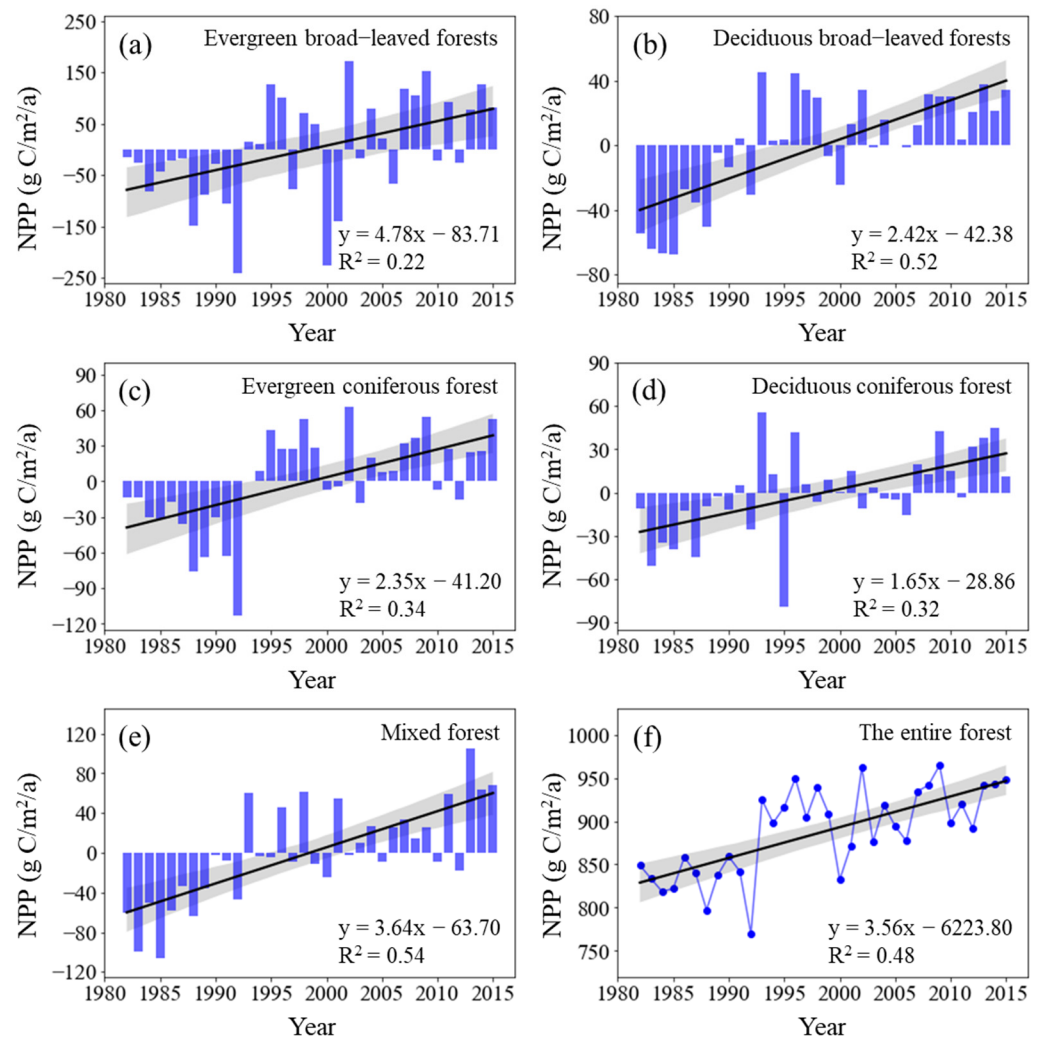 (a) Evergreen broad−leaved forests
NPP (g C/m²/a)
250
150
50
−50
−150
−250
y = 4.78x − 83.71
R² = 0.22
1980 1985 1990 1995 2000 2005 2010 2015
Year
(b) Deciduous broad−leaved forests
NPP (g C/m²/a)
80
40
0
−40
−80
y = 2.42x − 42.38
R² = 0.52
1980 1985 1990 1995 2000 2005 2010 2015
Year
(c) Evergreen coniferous forest
NPP (g C/m²/a)
90
60
30
0
−30
−60
−90
−120
y = 2.35x − 41.20
R² = 0.34
1980 1985 1990 1995 2000 2005 2010 2015
Year
(d) Deciduous coniferous forest
NPP (g C/m²/a)
90
60
30
0
−30
−60
−90
y = 1.65x − 28.86
R² = 0.32
1980 1985 1990 1995 2000 2005 2010 2015
Year
(e) Mixed forest
NPP (g C/m²/a)
120
80
40
0
−40
−80
−120
y = 3.64x − 63.70
R² = 0.54
1980 1985 1990 1995 2000 2005 2010 2015
Year
(f) The entire forest
NPP (g C/m²/a)
1000
950
900
850
800
750
y = 3.56x − 6223.80
R² = 0.48
1980 1985 1990 1995 2000 2005 2010 2015
Year